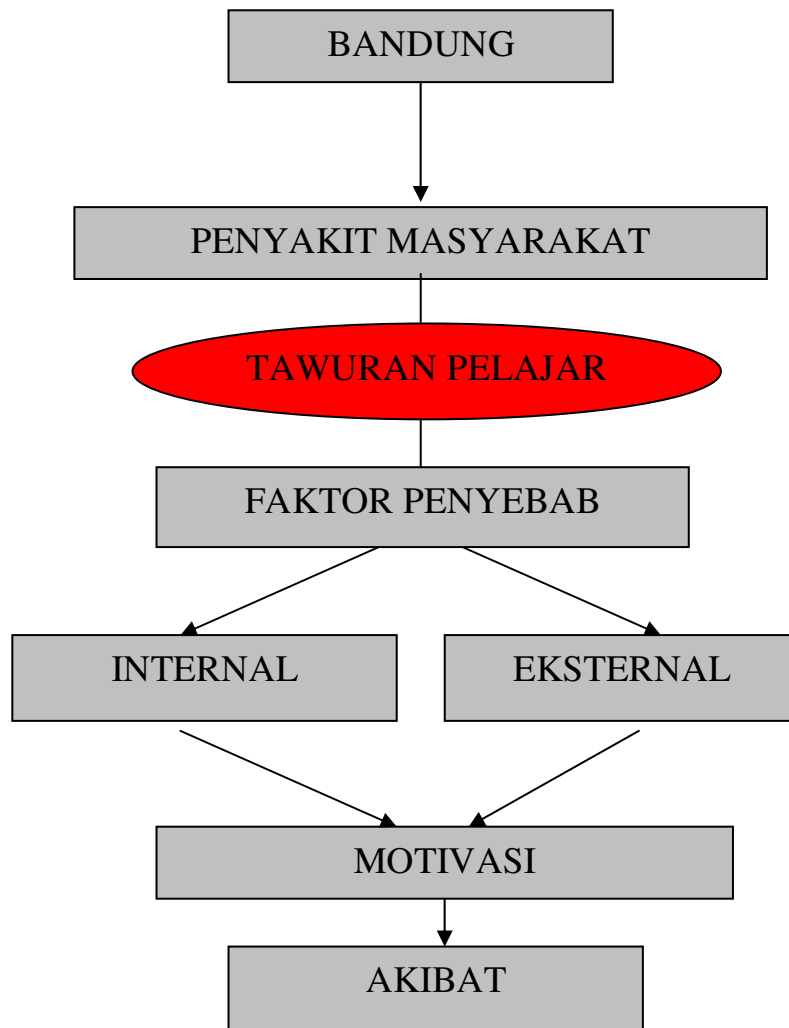 BANDUNG
PENYAKIT MASYARAKAT
TAWURAN PELAJAR
FAKTOR PENYEBAB
INTERNAL
EKSTERNAL
MOTIVASI
AKIBAT